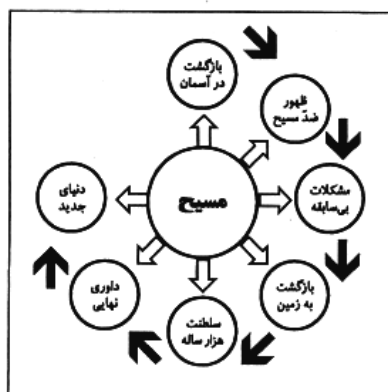 بازگشت
در آسمان
ظهور
ضدّ مسیح
مشکلات
بی‌سابقه
بازگشت
به زمین
سلطنت
هزار ساله
داوری
نهایی
دنیای
جدید
مسیح